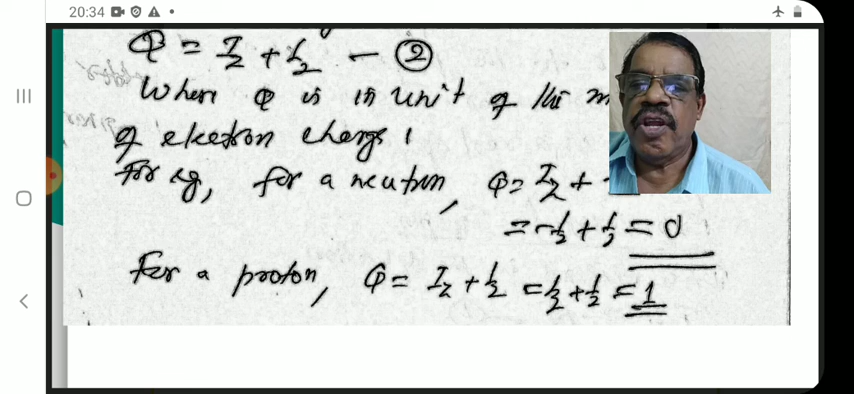 20:34
Q = I_z + 1/2 — ②
Where Q is in unit of the m
of electron charge
For eg, for a neutron, Q = I_z +
= -1/2 + 1/2 = 0
For a proton, Q = I_z + 1/2 = 1/2 + 1/2 = 1